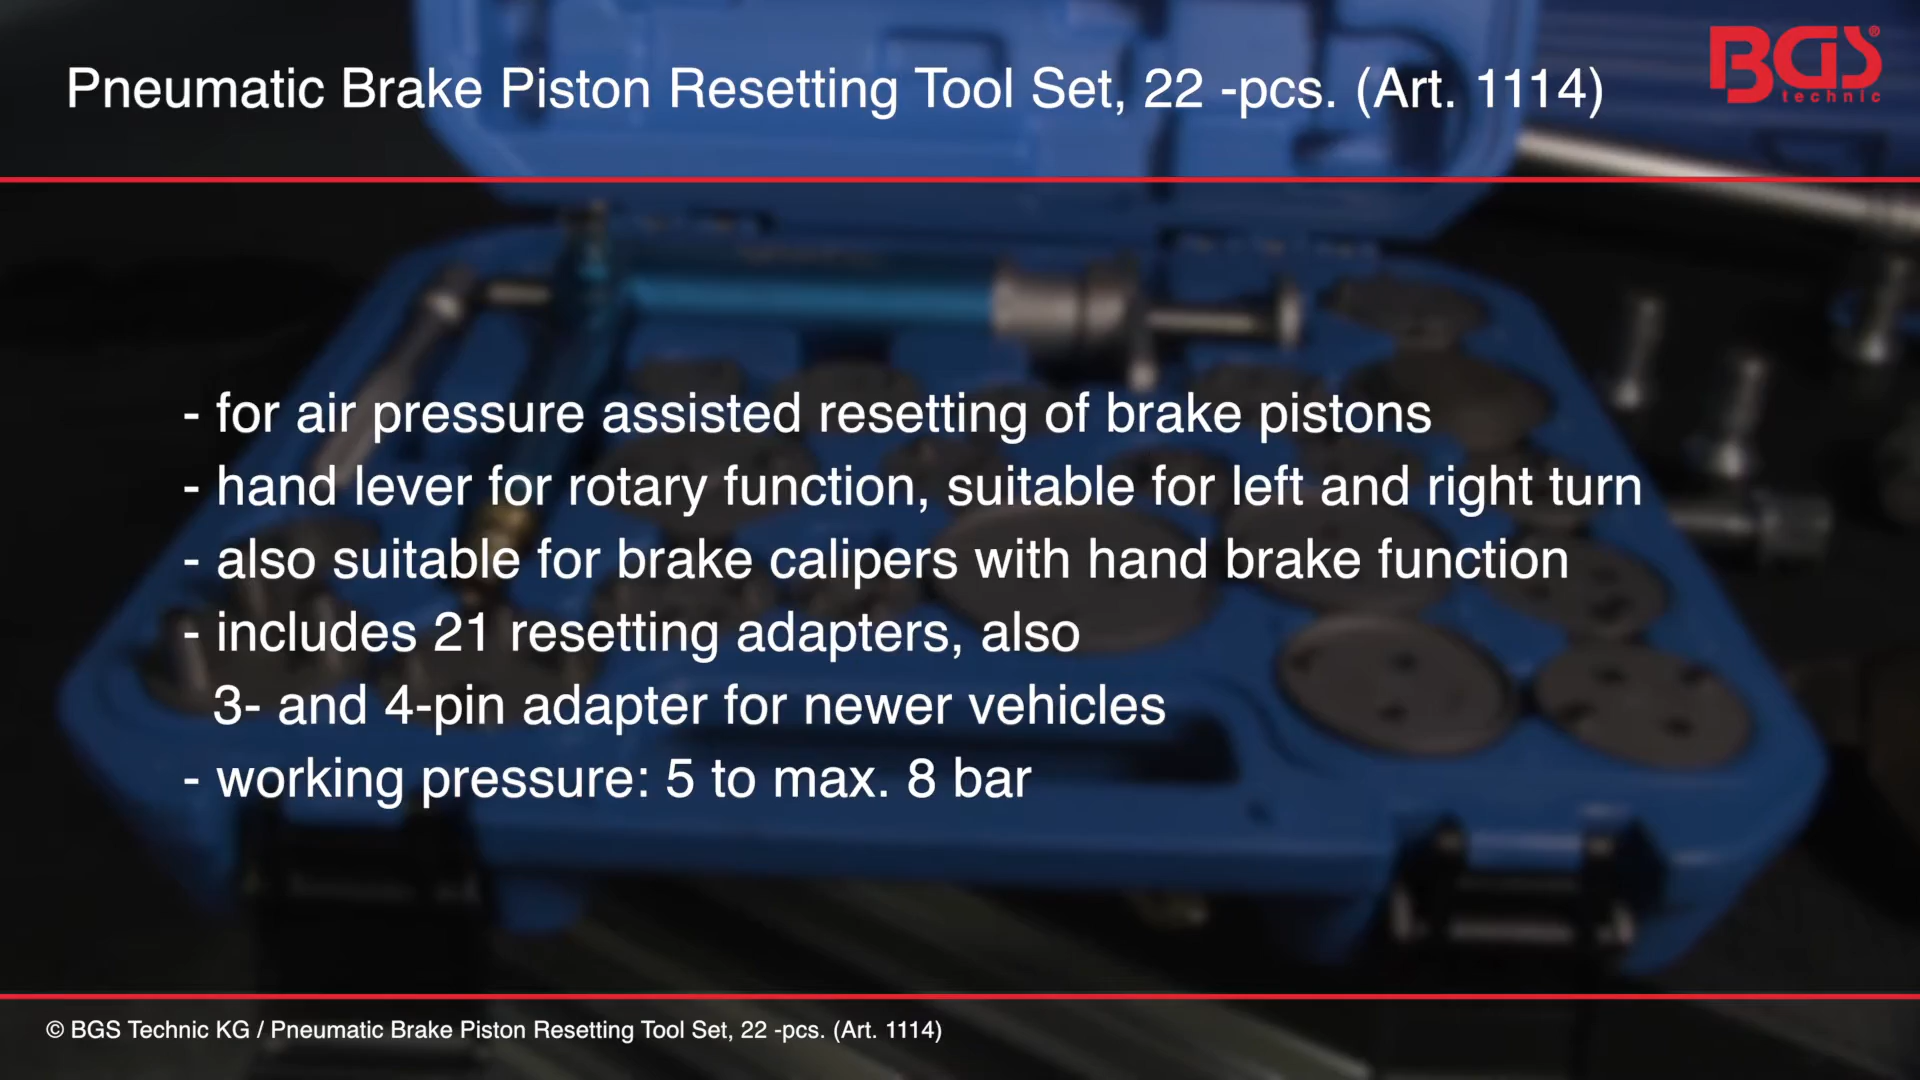 Pneumatic Brake Piston Resetting Tool Set, 22 -pcs. (Art. 1114)
BGS®
technic
- for air pressure assisted resetting of brake pistons
- hand lever for rotary function, suitable for left and right turn
- also suitable for brake calipers with hand brake function
- includes 21 resetting adapters, also
3- and 4-pin adapter for newer vehicles
- working pressure: 5 to max. 8 bar
© BGS Technic KG / Pneumatic Brake Piston Resetting Tool Set, 22 -pcs. (Art. 1114)